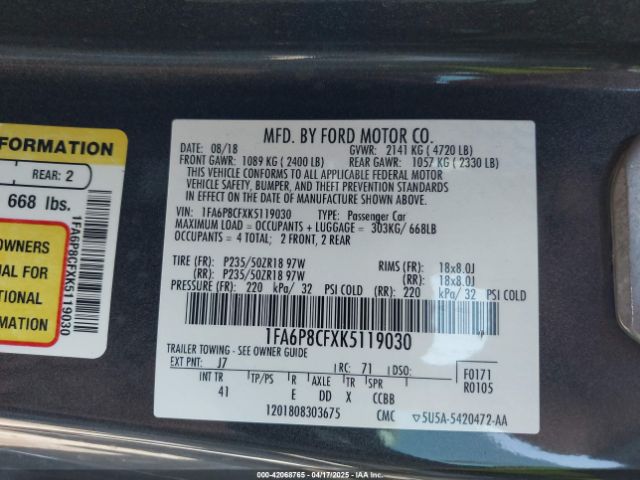 FORMATION
REAR: 2
668 lbs.
OWNERS
AL FOR
TIONAL
MATION
1FA6P8CFXK5119030
MFD. BY FORD MOTOR CO.
08/18 GVWR: 2141 KG ( 4720 LB)
FRONT GAWR: 1089 KG ( 2400 LB) REAR GAWR: 1057 KG ( 2330 LB)
THIS VEHICLE CONFORMS TO ALL APPLICABLE FEDERAL MOTOR
VEHICLE SAFETY, BUMPER, AND THEFT PREVENTION STANDARDS
IN EFFECT ON THE DATE OF MANUFACTURE SHOWN ABOVE.
VIN: 1FA6P8CFXK5119030 TYPE: Passenger Car
MAXIMUM LOAD = OCCUPANTS + LUGGAGE = 303KG/ 668LB
OCCUPANTS = 4 TOTAL; 2 FRONT, 2 REAR
TIRE (FR): P235/50ZR18 97W RIMS (FR): 18x8.0J
(RR): P235/50ZR18 97W (RR): 18x8.0J
PRESSURE (FR): 220 kPa/ 32 PSI COLD (RR): 220 kPa/ 32 PSI COLD
1FA6P8CFXK5119030
TRAILER TOWING - SEE OWNER GUIDE
EXT PNT: J7 RC: 71 DSO: F0171
INT TR TP/PS R AXLE TR SPR R0105
41 E DD X CCBB
1201808303675 CMC ▽5U5A-5420472-AA
000-42068765 - 04/17/2025 - IAAI.COM